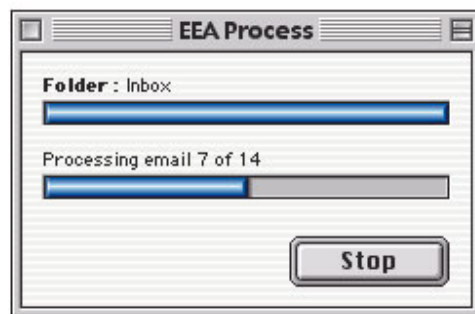 EEA Process
Folder : Inbox
Processing email 7 of 14
Stop